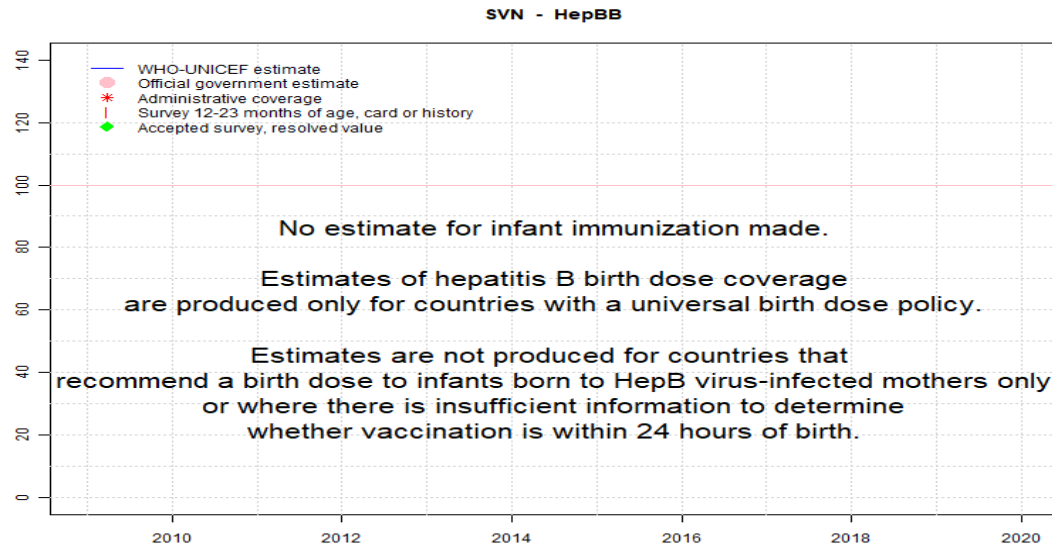 SVN - HepBB
140
120
100
80
60
40
20
0
WHO-UNICEF estimate
Official government estimate
Administrative coverage
Survey 12-23 months of age, card or history
Accepted survey, resolved value
No estimate for infant immunization made.
Estimates of hepatitis B birth dose coverage
are produced only for countries with a universal birth dose policy.
Estimates are not produced for countries that
recommend a birth dose to infants born to HepB virus-infected mothers only
or where there is insufficient information to determine
whether vaccination is within 24 hours of birth.
2010 2012 2014 2016 2018 2020